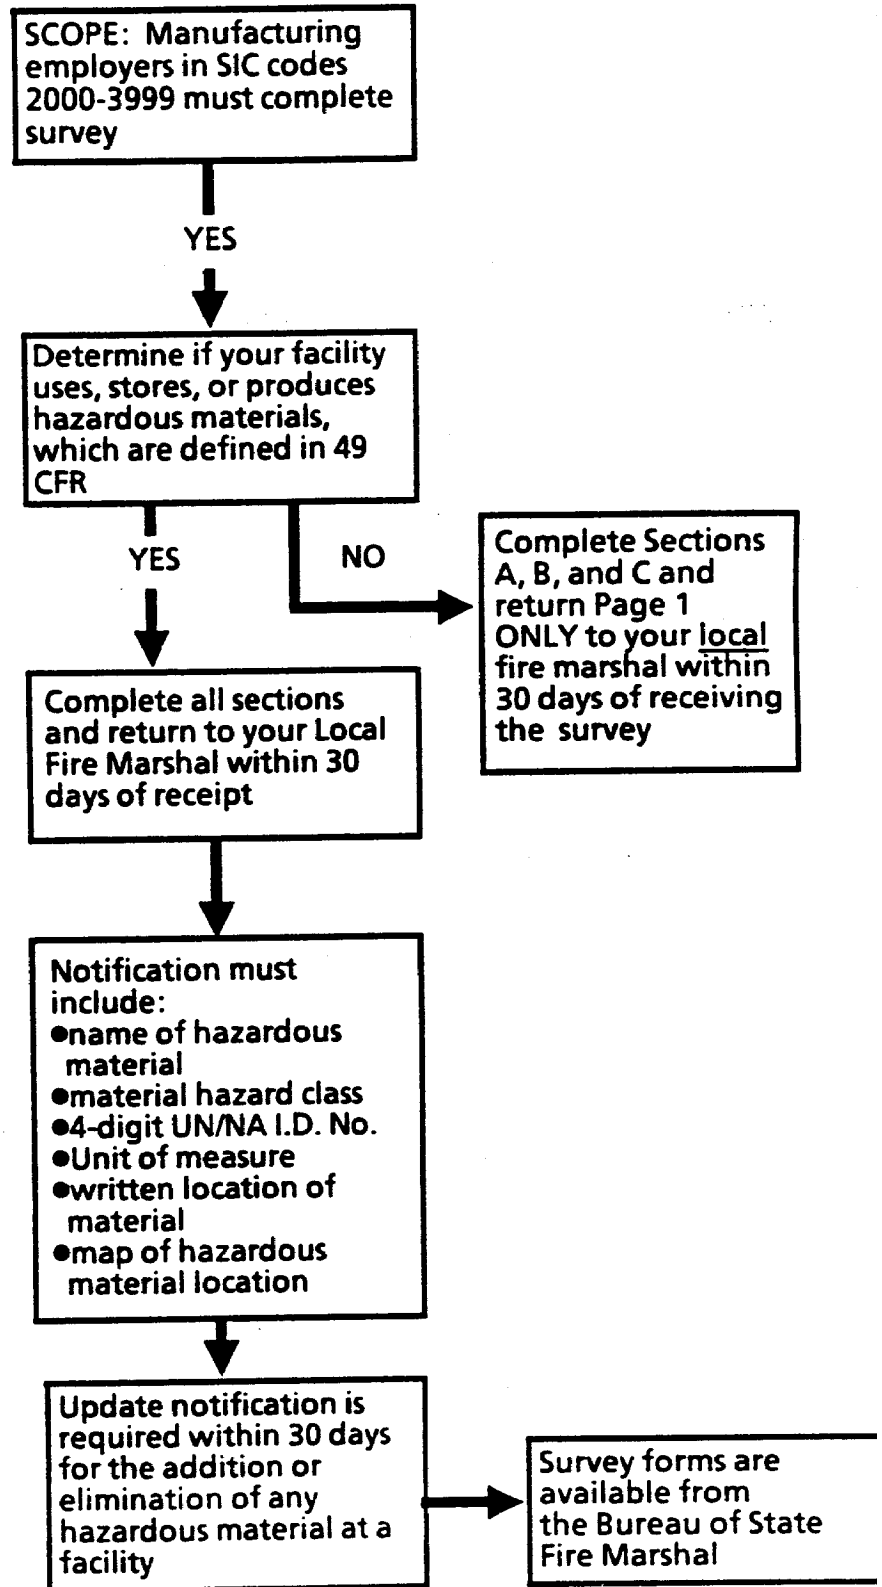 SCOPE: Manufacturing
employers in SIC codes
2000-3999 must complete
survey
YES
Determine if your facility
uses, stores, or produces
hazardous materials,
which are defined in 49
CFR
YES
NO
Complete Sections
A, B, and C and
return Page 1
ONLY to your local
fire marshal within
30 days of receiving
the survey
Complete all sections
and return to your Local
Fire Marshal within 30
days of receipt
Notification must
include:
●name of hazardous
material
●material hazard class
●4-digit UN/NA I.D. No.
●Unit of measure
●written location of
material
●map of hazardous
material location
Update notification is
required within 30 days
for the addition or
elimination of any
hazardous material at a
facility
Survey forms are
available from
the Bureau of State
Fire Marshal